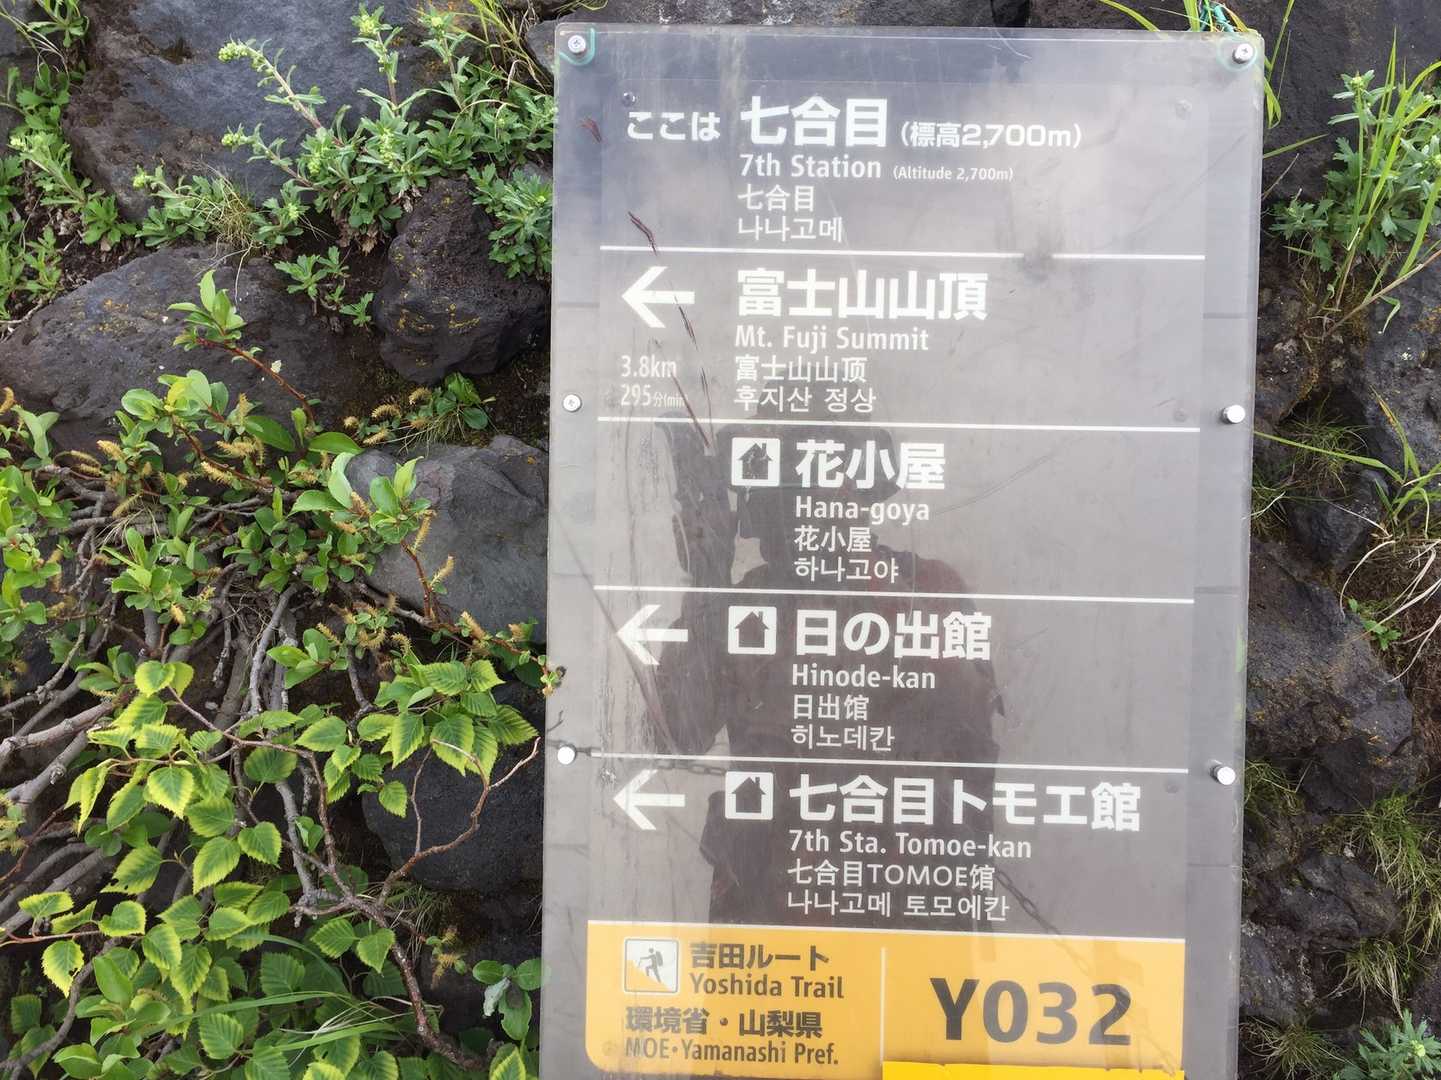 ここは 七合目 (標高2,700m)
7th Station (Altitude 2,700m)
七合目
나나고메
← 富士山山頂
Mt. Fuji Summit
3.8km 富士山山顶
295分(min) 후지산 정상
花小屋
Hana-goya
花小屋
하나고야
← 日の出館
Hinode-kan
日出馆
히노데칸
← 七合目トモエ館
7th Sta. Tomoe-kan
七合目TOMOE馆
나나고메 토모에칸
吉田ルート
Yoshida Trail
環境省・山梨県
MOE・Yamanashi Pref.
Y032